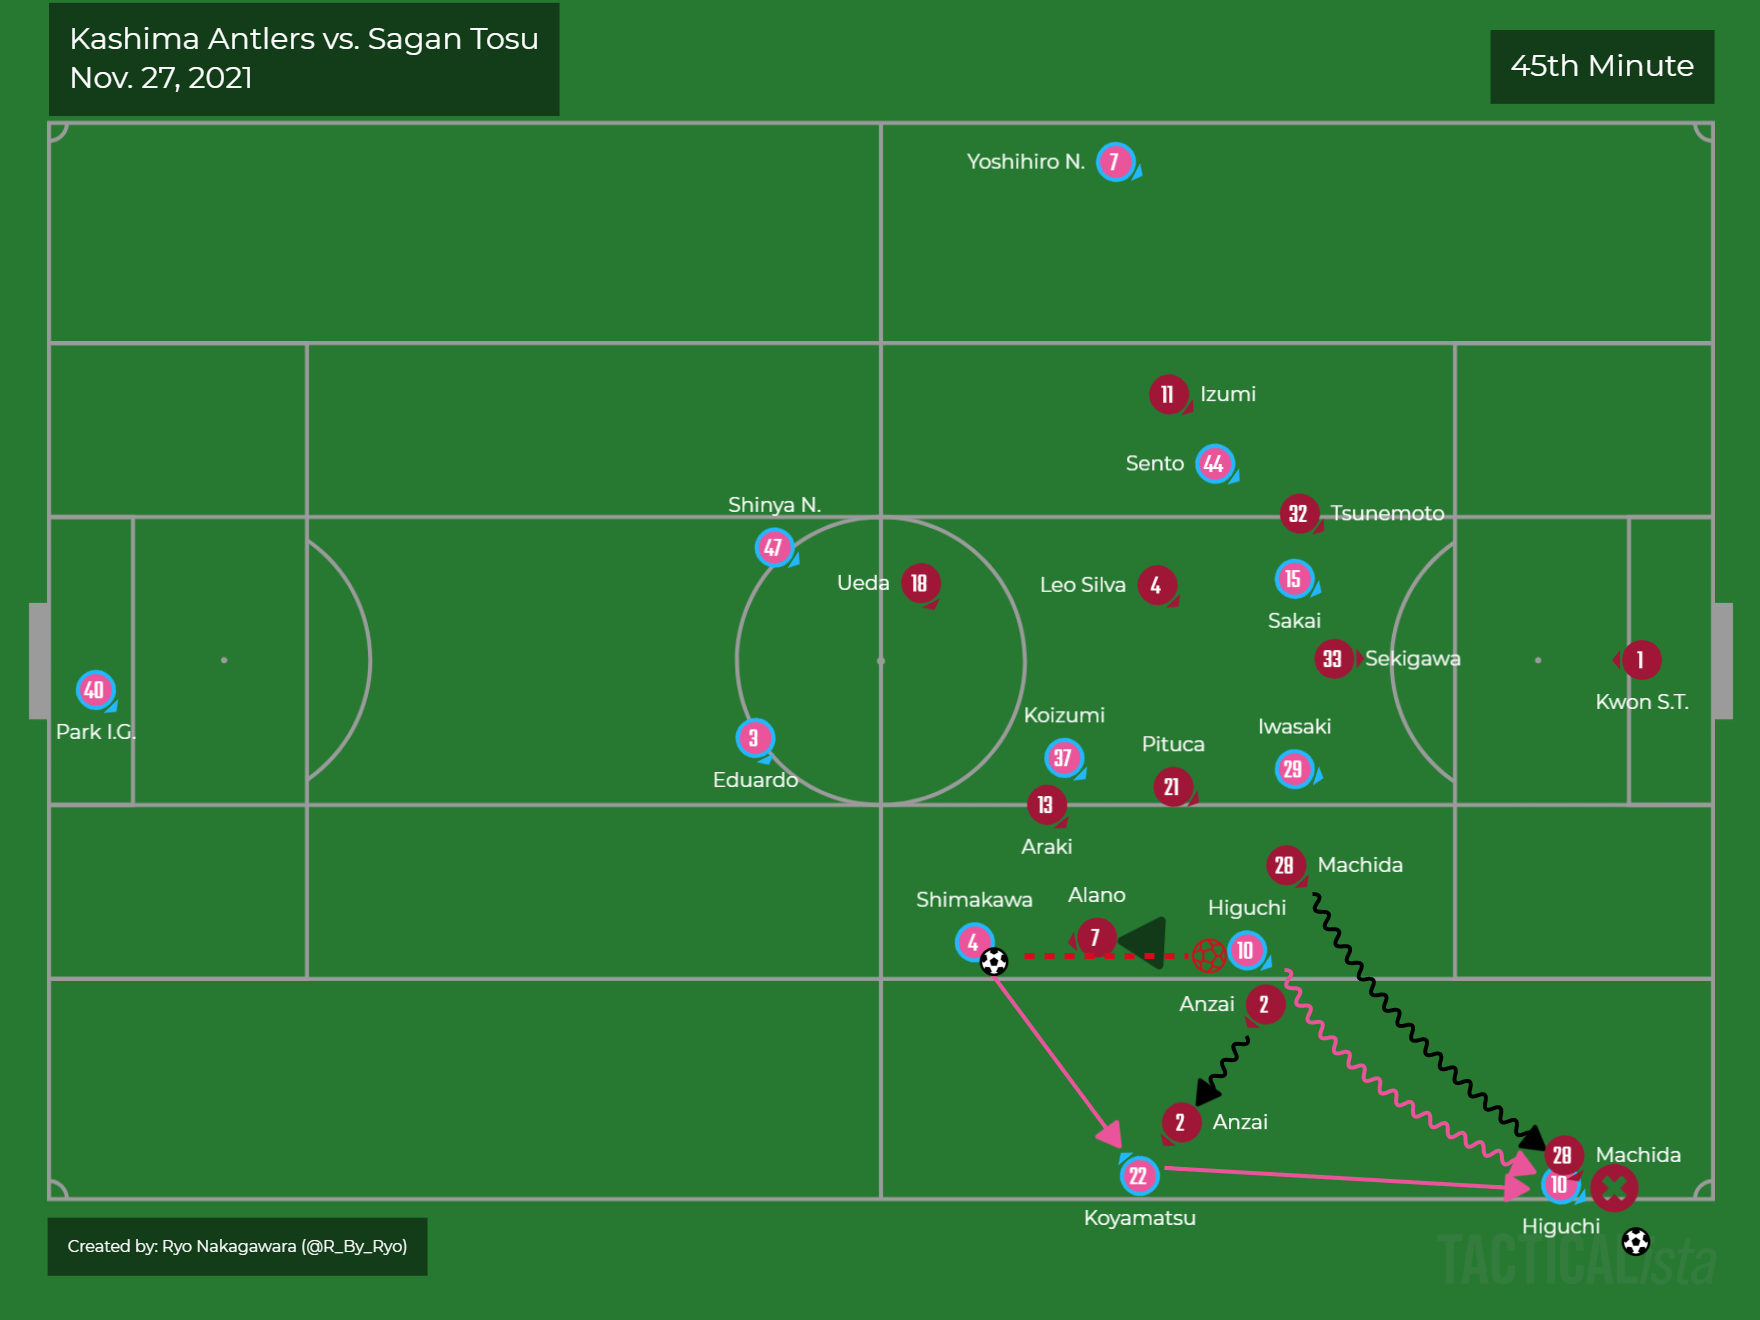 Kashima Antlers vs. Sagan Tosu
Nov. 27, 2021
45th Minute
Yoshihiro N.
7
11
Izumi
Sento
44
Shinya N.
47
32
Tsunemoto
Ueda
18
Leo Silva
4
15
Sakai
33
Sekigawa
1
Kwon S.T.
40
Park I.G.
3
Eduardo
Koizumi
37
Pituca
21
Iwasaki
29
13
Araki
28
Machida
Shimakawa
4
Alano
7
Higuchi
10
Anzai
2
2
Anzai
22
Koyamatsu
28
Machida
10
Higuchi
Created by: Ryo Nakagawara (@R_By_Ryo)
TACTICALista